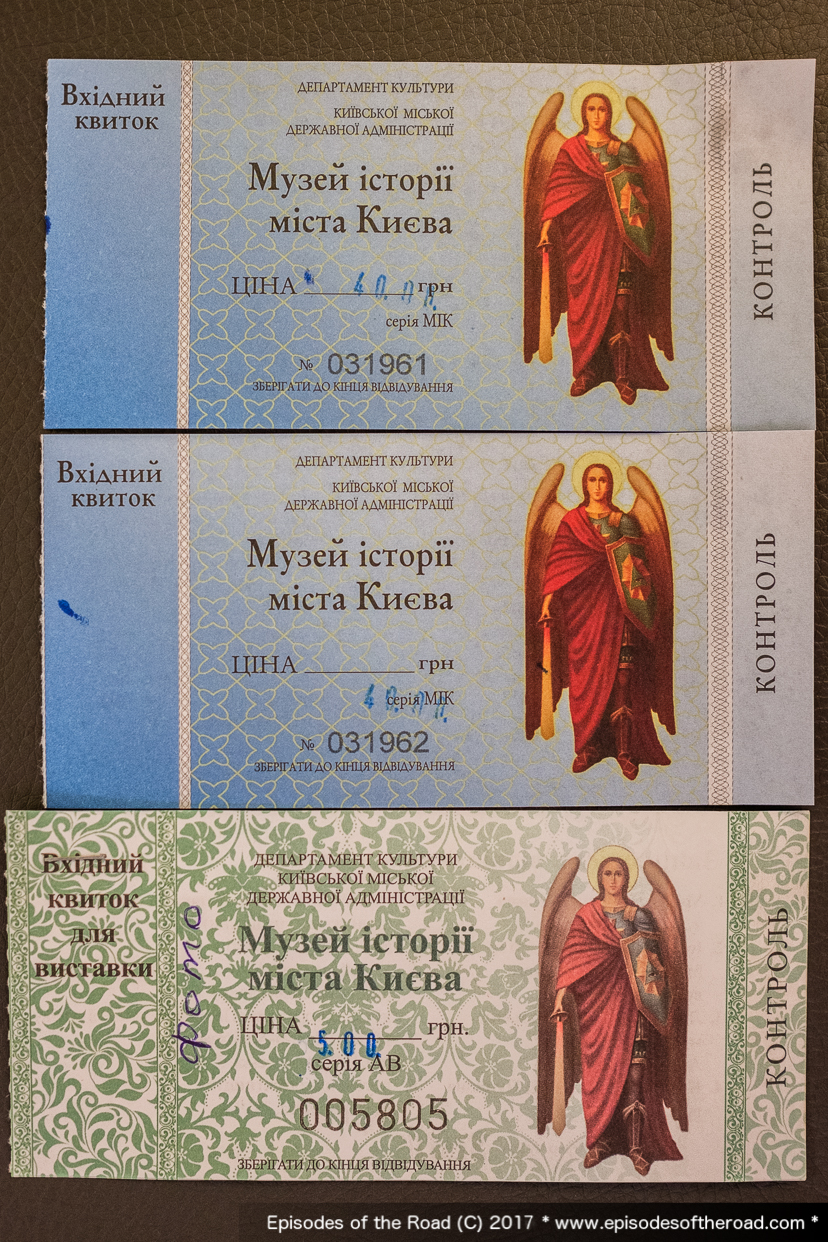 Вхідний
квиток
ДЕПАРТАМЕНТ КУЛЬТУРИ
КИЇВСЬКОЇ МІСЬКОЇ
ДЕРЖАВНОЇ АДМІНІСТРАЦІЇ
Музей історії
міста Києва
ЦІНА 40.00 грн
серія МІК
№ 031961
ЗБЕРІГАТИ ДО КІНЦЯ ВІДВІДУВАННЯ
КОНТРОЛЬ
Вхідний
квиток
ДЕПАРТАМЕНТ КУЛЬТУРИ
КИЇВСЬКОЇ МІСЬКОЇ
ДЕРЖАВНОЇ АДМІНІСТРАЦІЇ
Музей історії
міста Києва
ЦІНА грн
40.00
серія МІК
№ 031962
ЗБЕРІГАТИ ДО КІНЦЯ ВІДВІДУВАННЯ
КОНТРОЛЬ
Вхідний
квиток
для
виставки
фото
ДЕПАРТАМЕНТ КУЛЬТУРИ
КИЇВСЬКОЇ МІСЬКОЇ
ДЕРЖАВНОЇ АДМІНІСТРАЦІЇ
Музей історії
міста Києва
ЦІНА 5.00 грн.
серія АВ
005805
ЗБЕРІГАТИ ДО КІНЦЯ ВІДВІДУВАННЯ
КОНТРОЛЬ
Episodes of the Road (C) 2017 * www.episodesoftheroad.com *